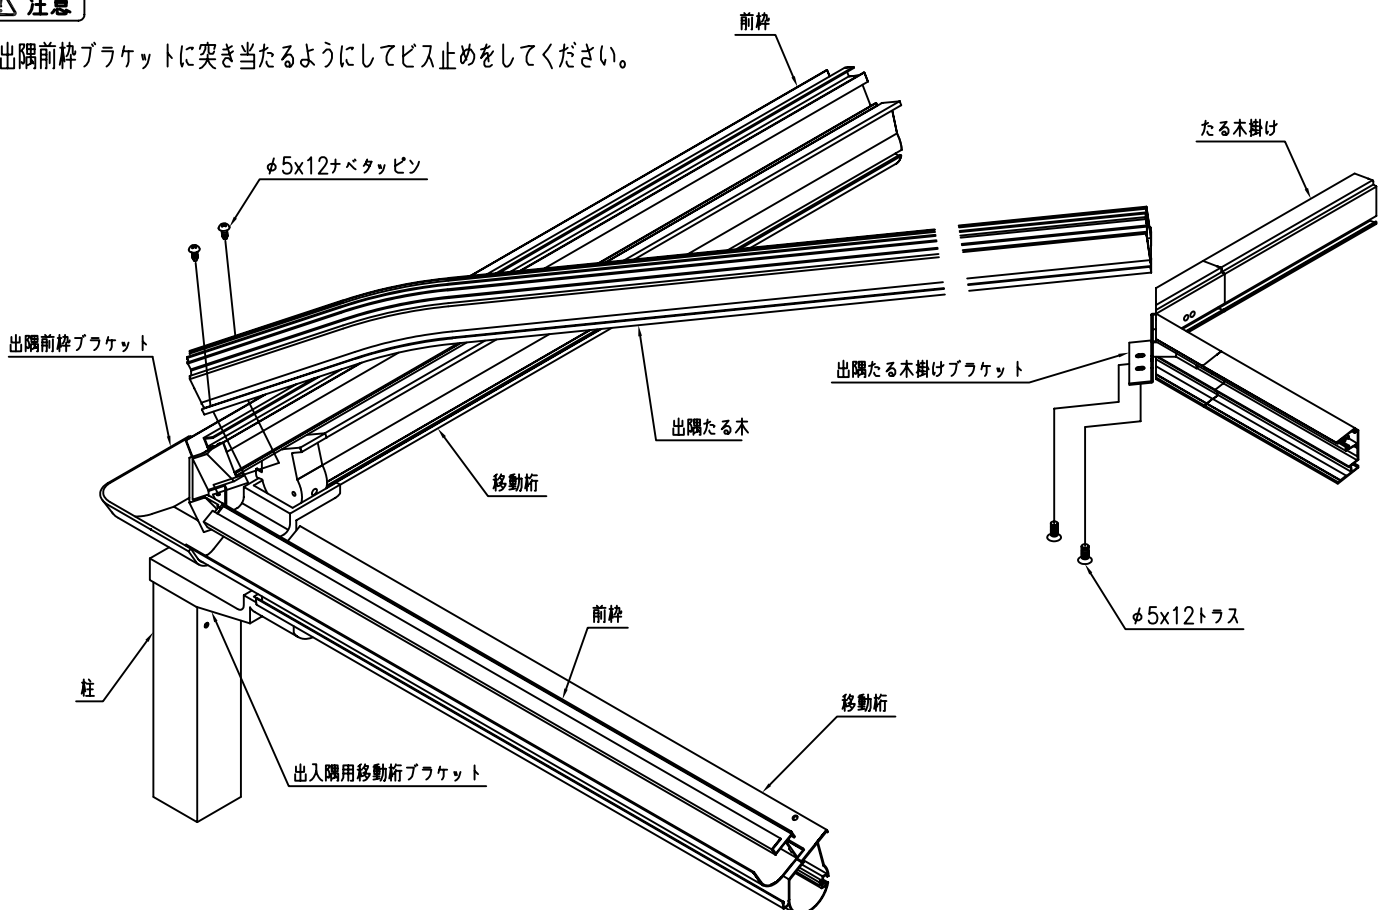 注意
出隅前枠ブラケットに突き当たるようにしてビス止めをしてください。
前枠
たる木掛け
φ5x12ナベタッピン
出隅前枠ブラケット
出隅たる木掛けブラケット
出隅たる木
移動桁
φ5x12トラス
前枠
柱
移動桁
出入隅用移動桁ブラケット